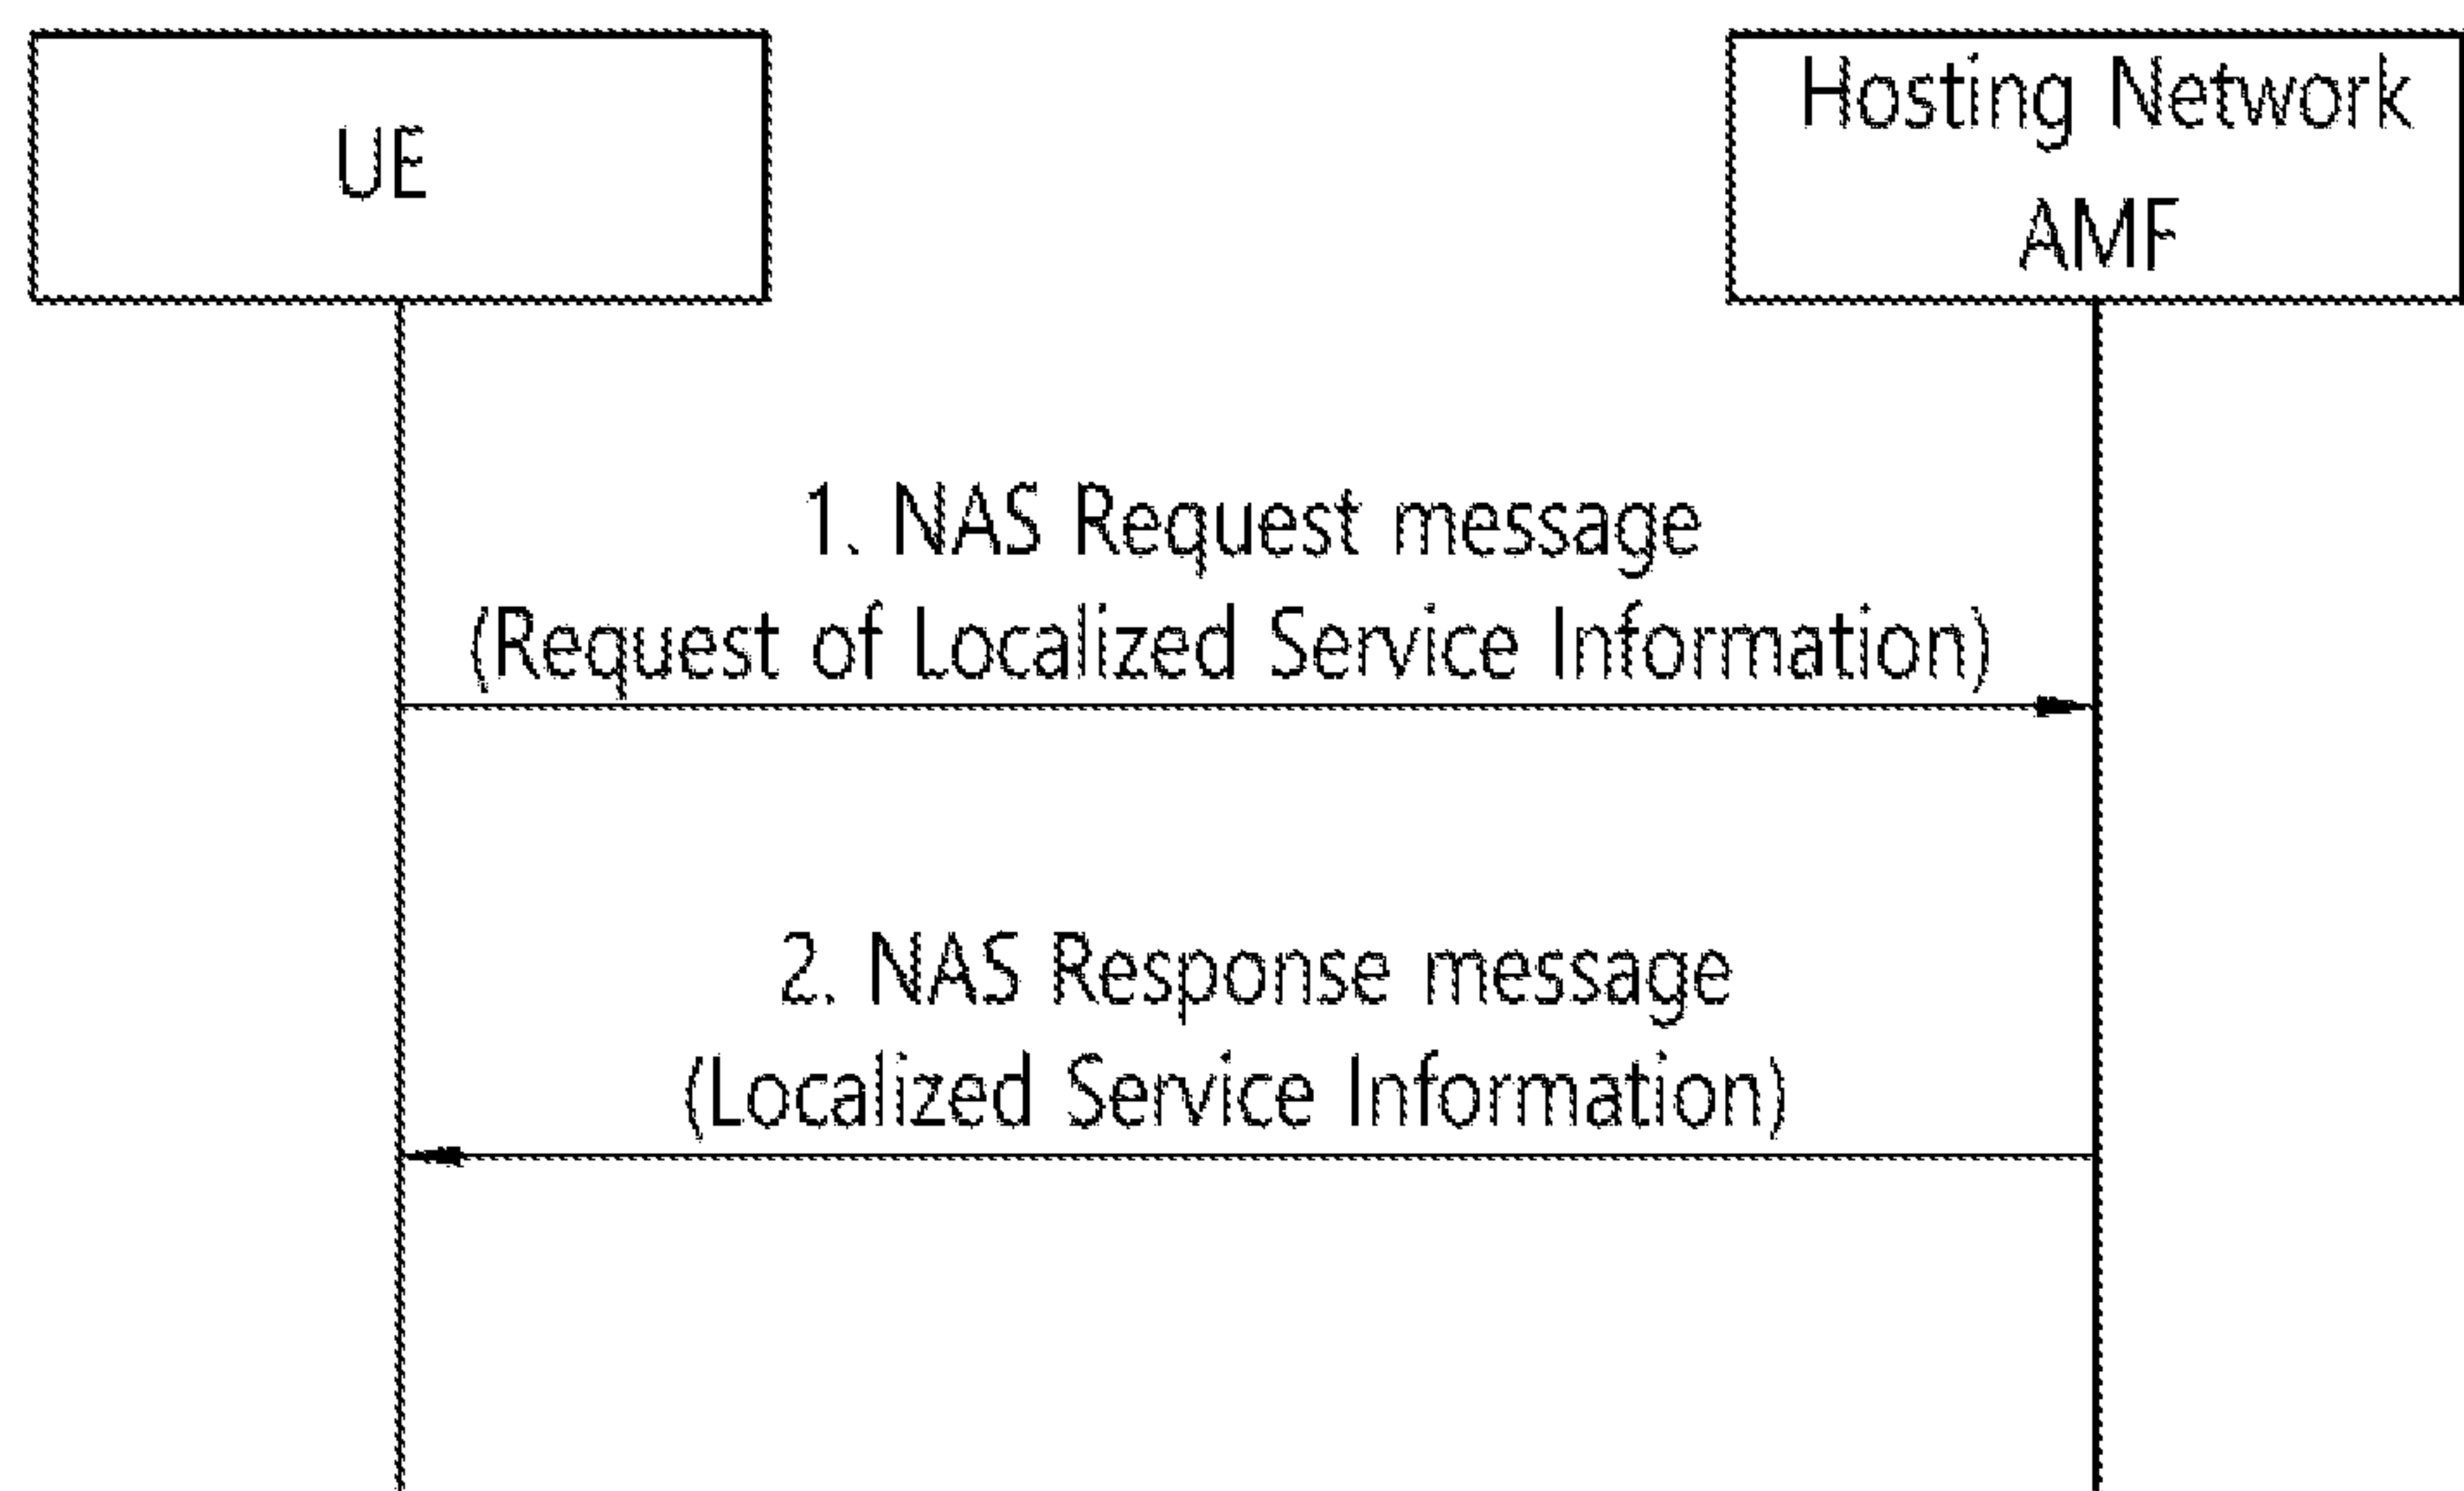 UE
Hosting Network
AMF
1. NAS Request message
(Request of Localized Service Information)
2. NAS Response message
(Localized Service Information)